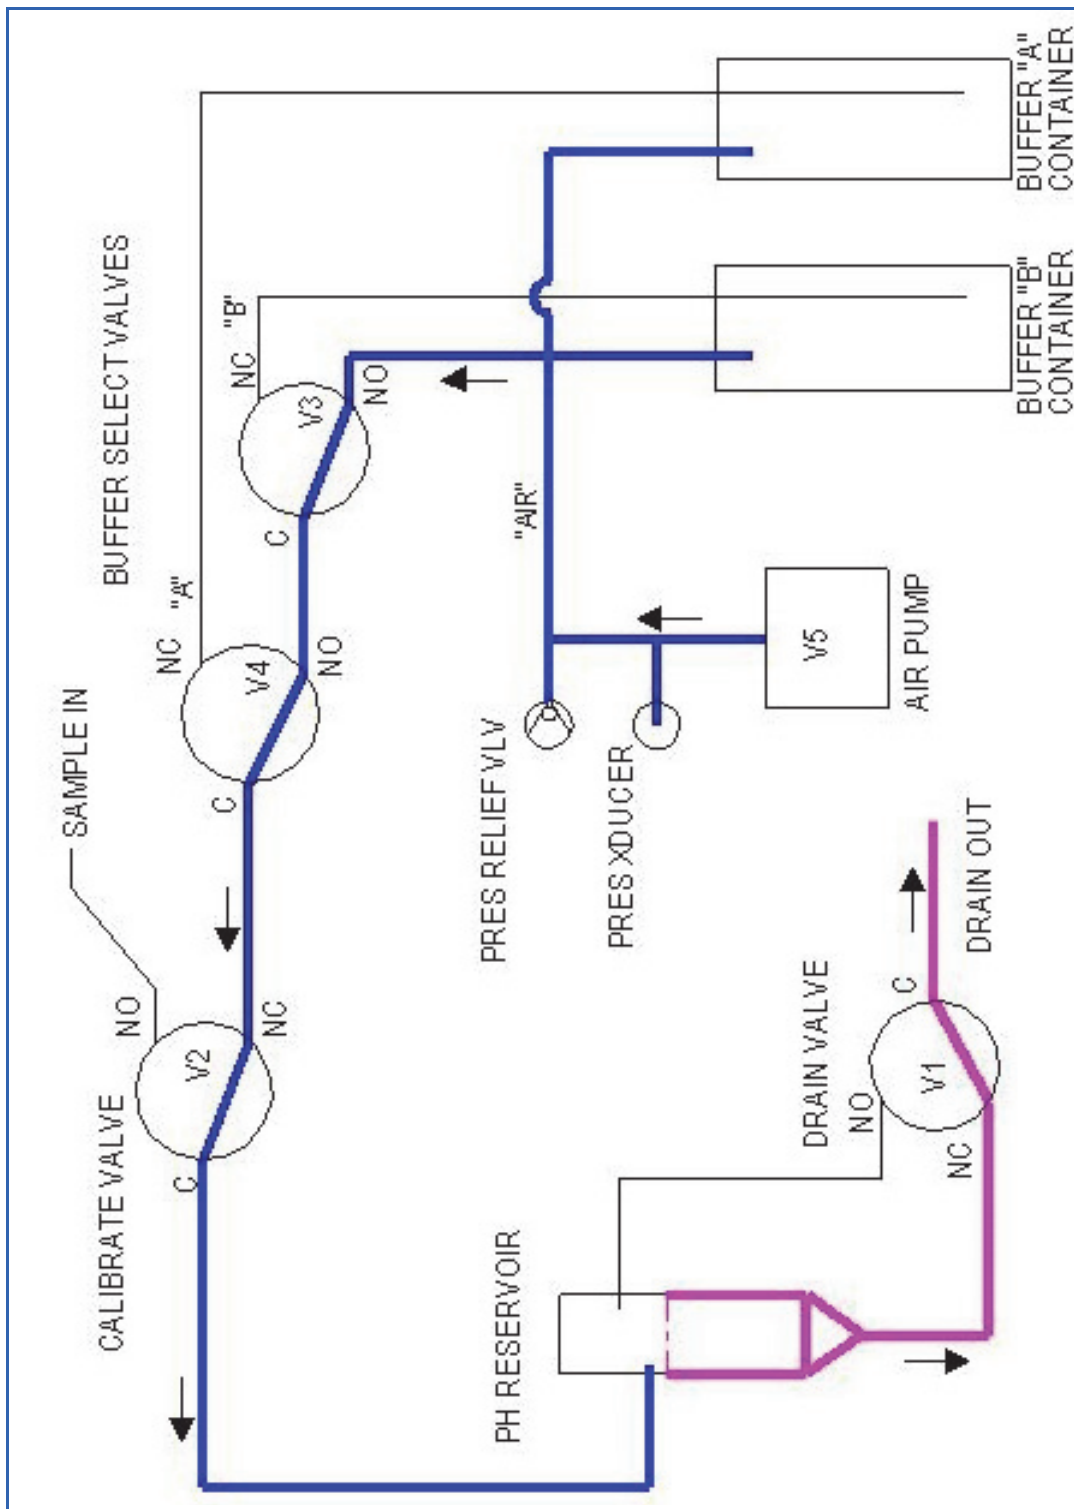 BUFFER "A"
CONTAINER
BUFFER "B"
CONTAINER
BUFFER SELECT VALVES
"B"
NC
V3
NO
C
"A"
NC
V4
NO
C
"AIR"
V5
AIR PUMP
PRES RELIEF VLV
PRES XDUCER
SAMPLE IN
NO
V2
NC
C
CALIBRATE VALVE
DRAIN OUT
C
DRAIN VALVE
NO
V1
NC
PH RESERVOIR